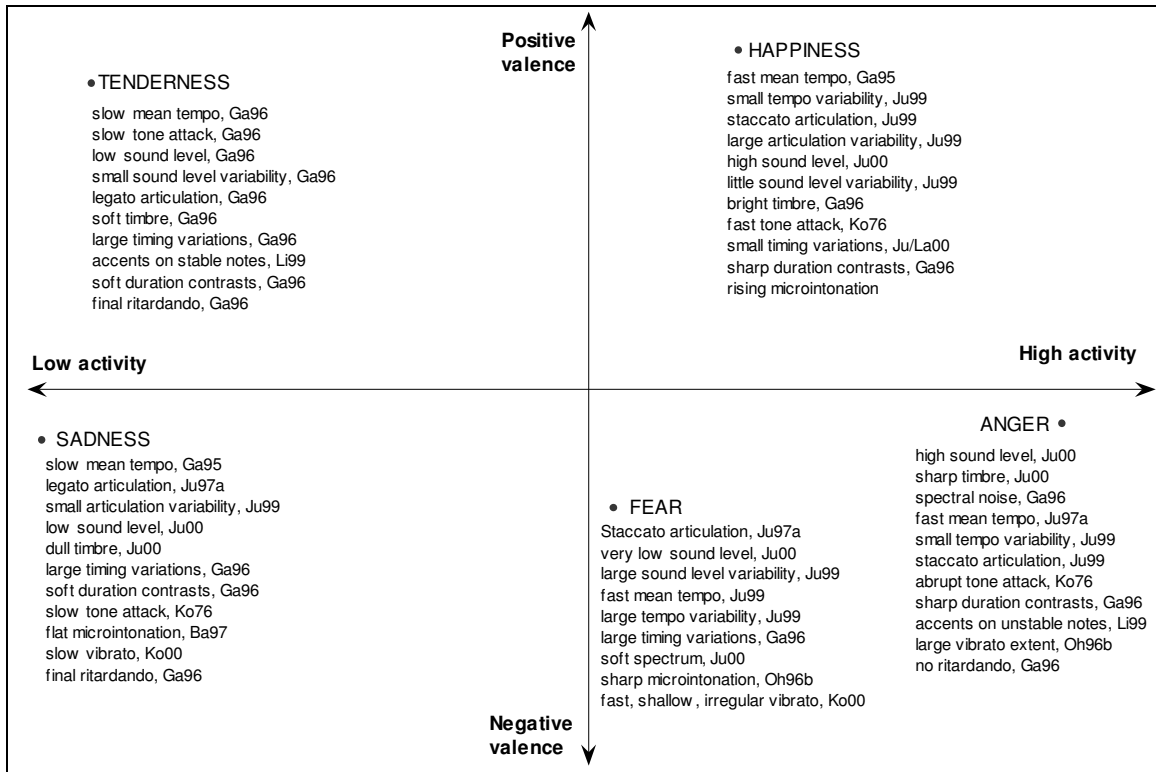 Positive
valence
• TENDERNESS
slow mean tempo, Ga96
slow tone attack, Ga96
low sound level, Ga96
small sound level variability, Ga96
legato articulation, Ga96
soft timbre, Ga96
large timing variations, Ga96
accents on stable notes, Li99
soft duration contrasts, Ga96
final ritardando, Ga96
• HAPPINESS
fast mean tempo, Ga95
small tempo variability, Ju99
staccato articulation, Ju99
large articulation variability, Ju99
high sound level, Ju00
little sound level variability, Ju99
bright timbre, Ga96
fast tone attack, Ko76
small timing variations, Ju/La00
sharp duration contrasts, Ga96
rising microintonation
Low activity
High activity
• SADNESS
slow mean tempo, Ga95
legato articulation, Ju97a
small articulation variability, Ju99
low sound level, Ju00
dull timbre, Ju00
large timing variations, Ga96
soft duration contrasts, Ga96
slow tone attack, Ko76
flat microintonation, Ba97
slow vibrato, Ko00
final ritardando, Ga96
• FEAR
Staccato articulation, Ju97a
very low sound level, Ju00
large sound level variability, Ju99
fast mean tempo, Ju99
large tempo variability, Ju99
large timing variations, Ga96
soft spectrum, Ju00
sharp microintonation, Oh96b
fast, shallow, irregular vibrato, Ko00
ANGER •
high sound level, Ju00
sharp timbre, Ju00
spectral noise, Ga96
fast mean tempo, Ju97a
small tempo variability, Ju99
staccato articulation, Ju99
abrupt tone attack, Ko76
sharp duration contrasts, Ga96
accents on unstable notes, Li99
large vibrato extent, Oh96b
no ritardando, Ga96
Negative
valence